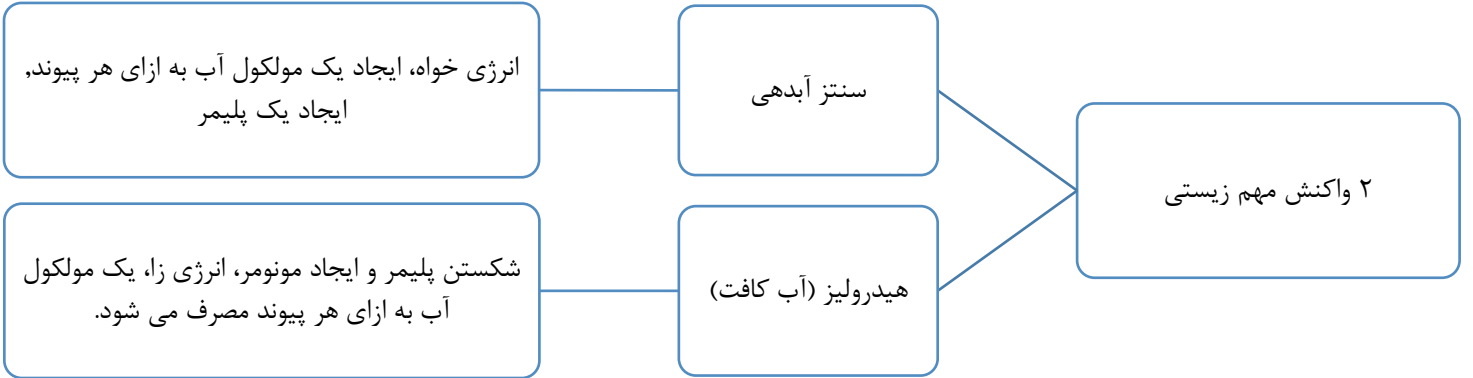 ۲ واکنش مهم زیستی
سنتز آبدهی
انرژی خواه، ایجاد یک مولکول آب به ازای هر پیوند,
ایجاد یک پلیمر
هیدرولیز (آب کافت)
شکستن پلیمر و ایجاد مونومر، انرژی زا، یک مولکول
آب به ازای هر پیوند مصرف می شود.